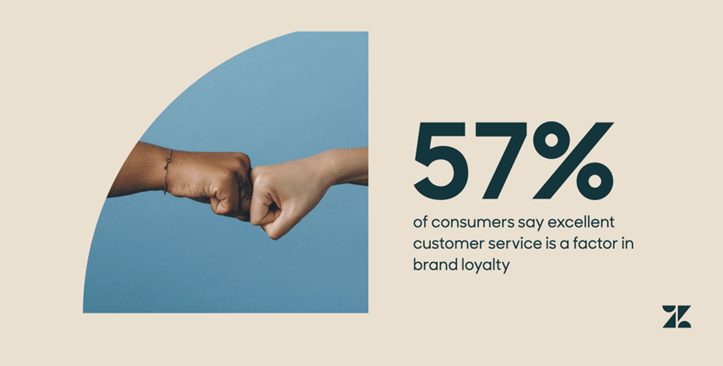 57%
of consumers say excellent
customer service is a factor in
brand loyalty